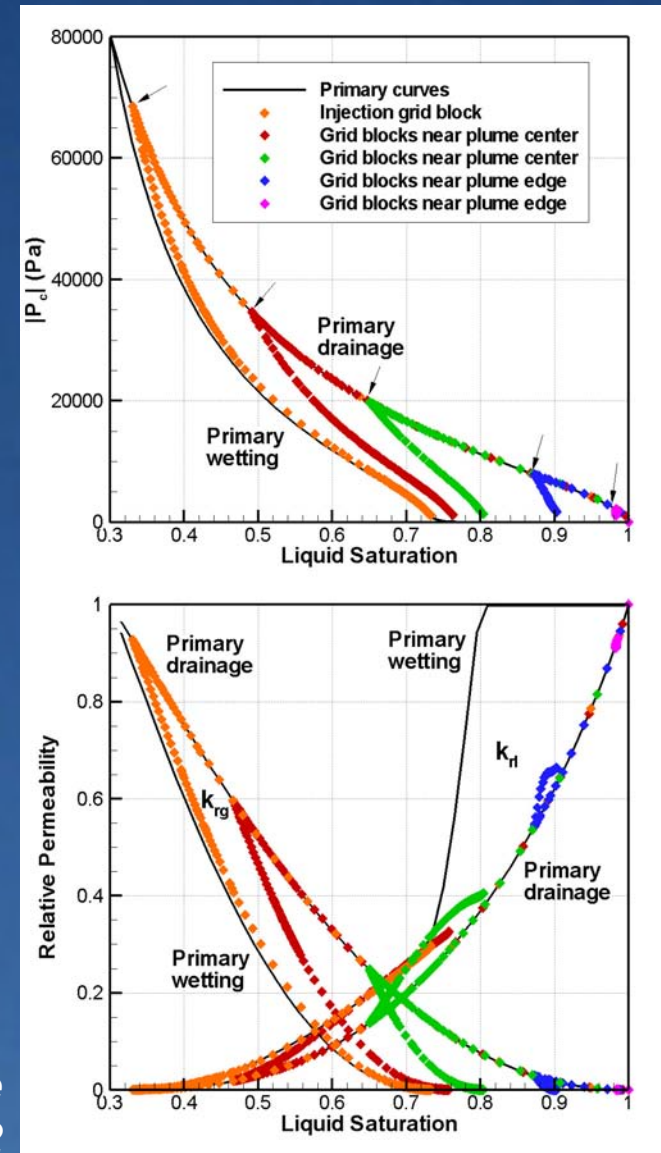 80000
60000
40000
20000
0
|Pc| (Pa)
Primary curves
Injection grid block
Grid blocks near plume center
Grid blocks near plume center
Grid blocks near plume edge
Grid blocks near plume edge
Primary
drainage
Primary
wetting
0.3 0.4 0.5 0.6 0.7 0.8 0.9 1
Liquid Saturation
1
0.8
0.6
0.4
0.2
0
Relative Permeability
Primary
drainage
Primary
wetting
krl
krg
Primary
drainage
Primary
wetting
0.3 0.4 0.5 0.6 0.7 0.8 0.9 1
Liquid Saturation